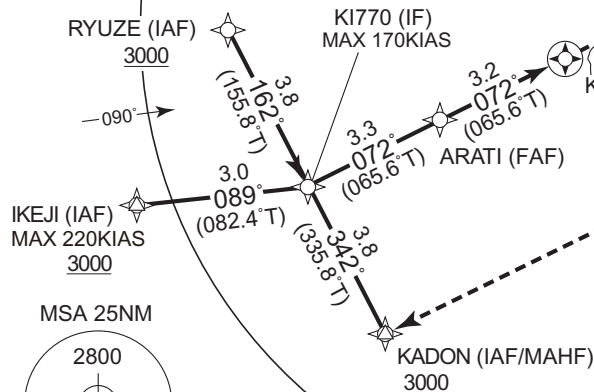 RYUZE (IAF)
3000
KI770 (IF)
MAX 170KIAS
3.8
162°
(155.8°T)
090°
3.2
072°
(065.6°T)
3.3
072°
(065.6°T)
ARATI (FAF)
3.0
089°
(082.4°T)
IKEJI (IAF)
MAX 220KIAS
3000
3.8
342°
(335.8°T)
MSA 25NM
2800
KADON (IAF/MAHF)
3000